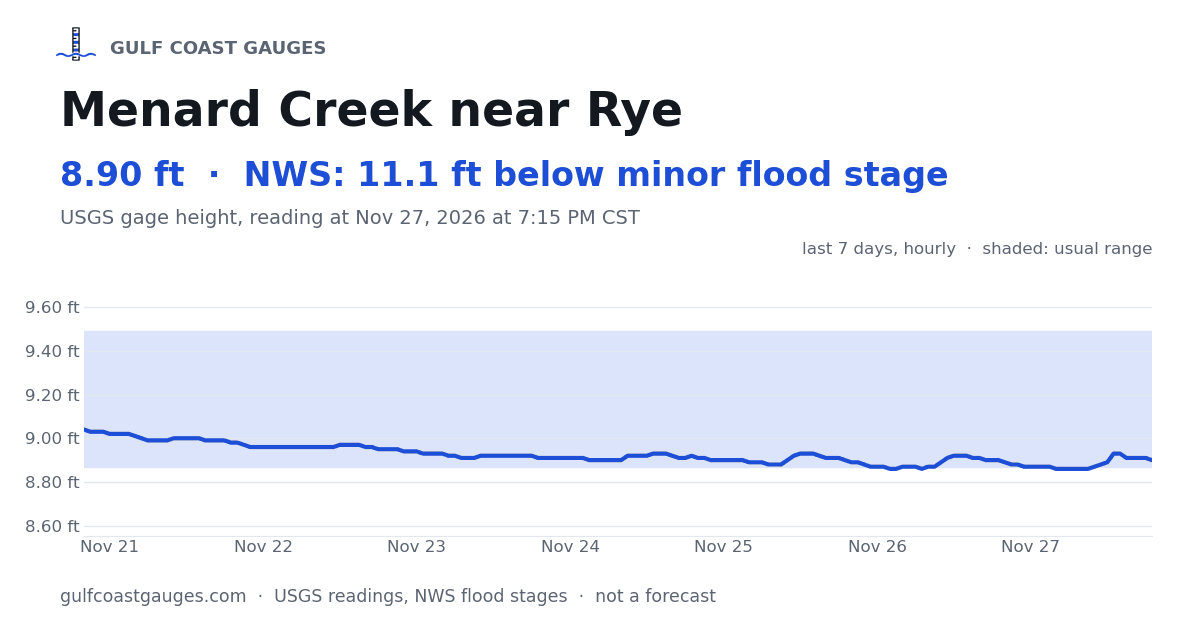 GULF COAST GAUGES
Menard Creek near Rye
8.90 ft · NWS: 11.1 ft below minor flood stage
USGS gage height, reading at Nov 27, 2026 at 7:15 PM CST
last 7 days, hourly · shaded: usual range
9.60 ft
9.40 ft
9.20 ft
9.00 ft
8.80 ft
8.60 ft
Nov 21 Nov 22 Nov 23 Nov 24 Nov 25 Nov 26 Nov 27
gulfcoastgauges.com · USGS readings, NWS flood stages · not a forecast